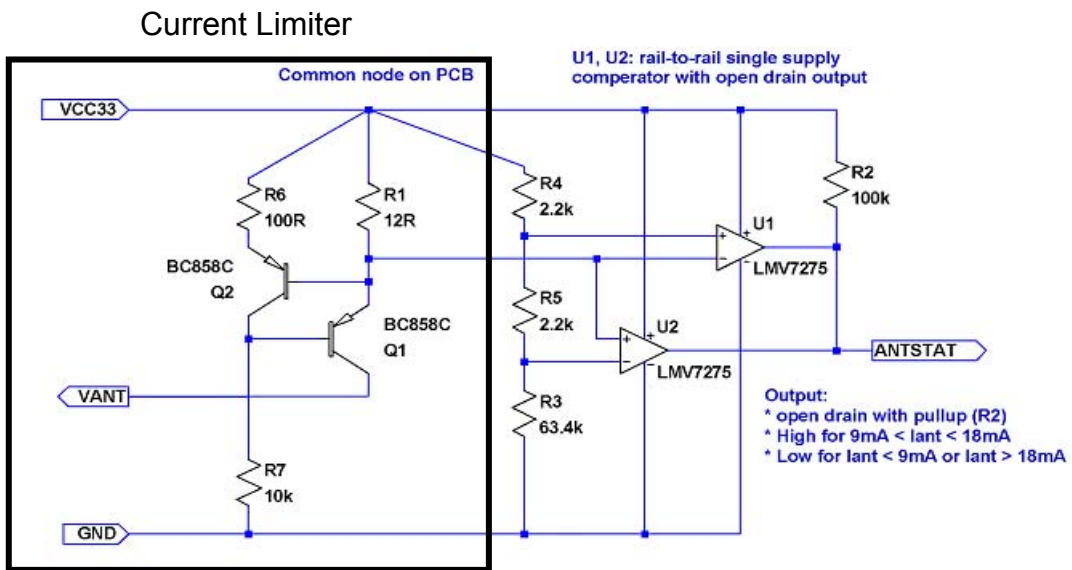 Current Limiter
Common node on PCB
U1, U2: rail-to-rail single supply
comperator with open drain output
VCC33
R6
100R
R1
12R
R4
2.2k
R2
100k
+
-
+
-
U1
LMV7275
BC858C
Q2
BC858C
Q1
R5
2.2k
+
-
+
-
U2
LMV7275
ANTSTAT
VANT
R3
63.4k
Output:
* open drain with pullup (R2)
* High for 9mA < Iant < 18mA
* Low for Iant < 9mA or Iant > 18mA
R7
10k
GND